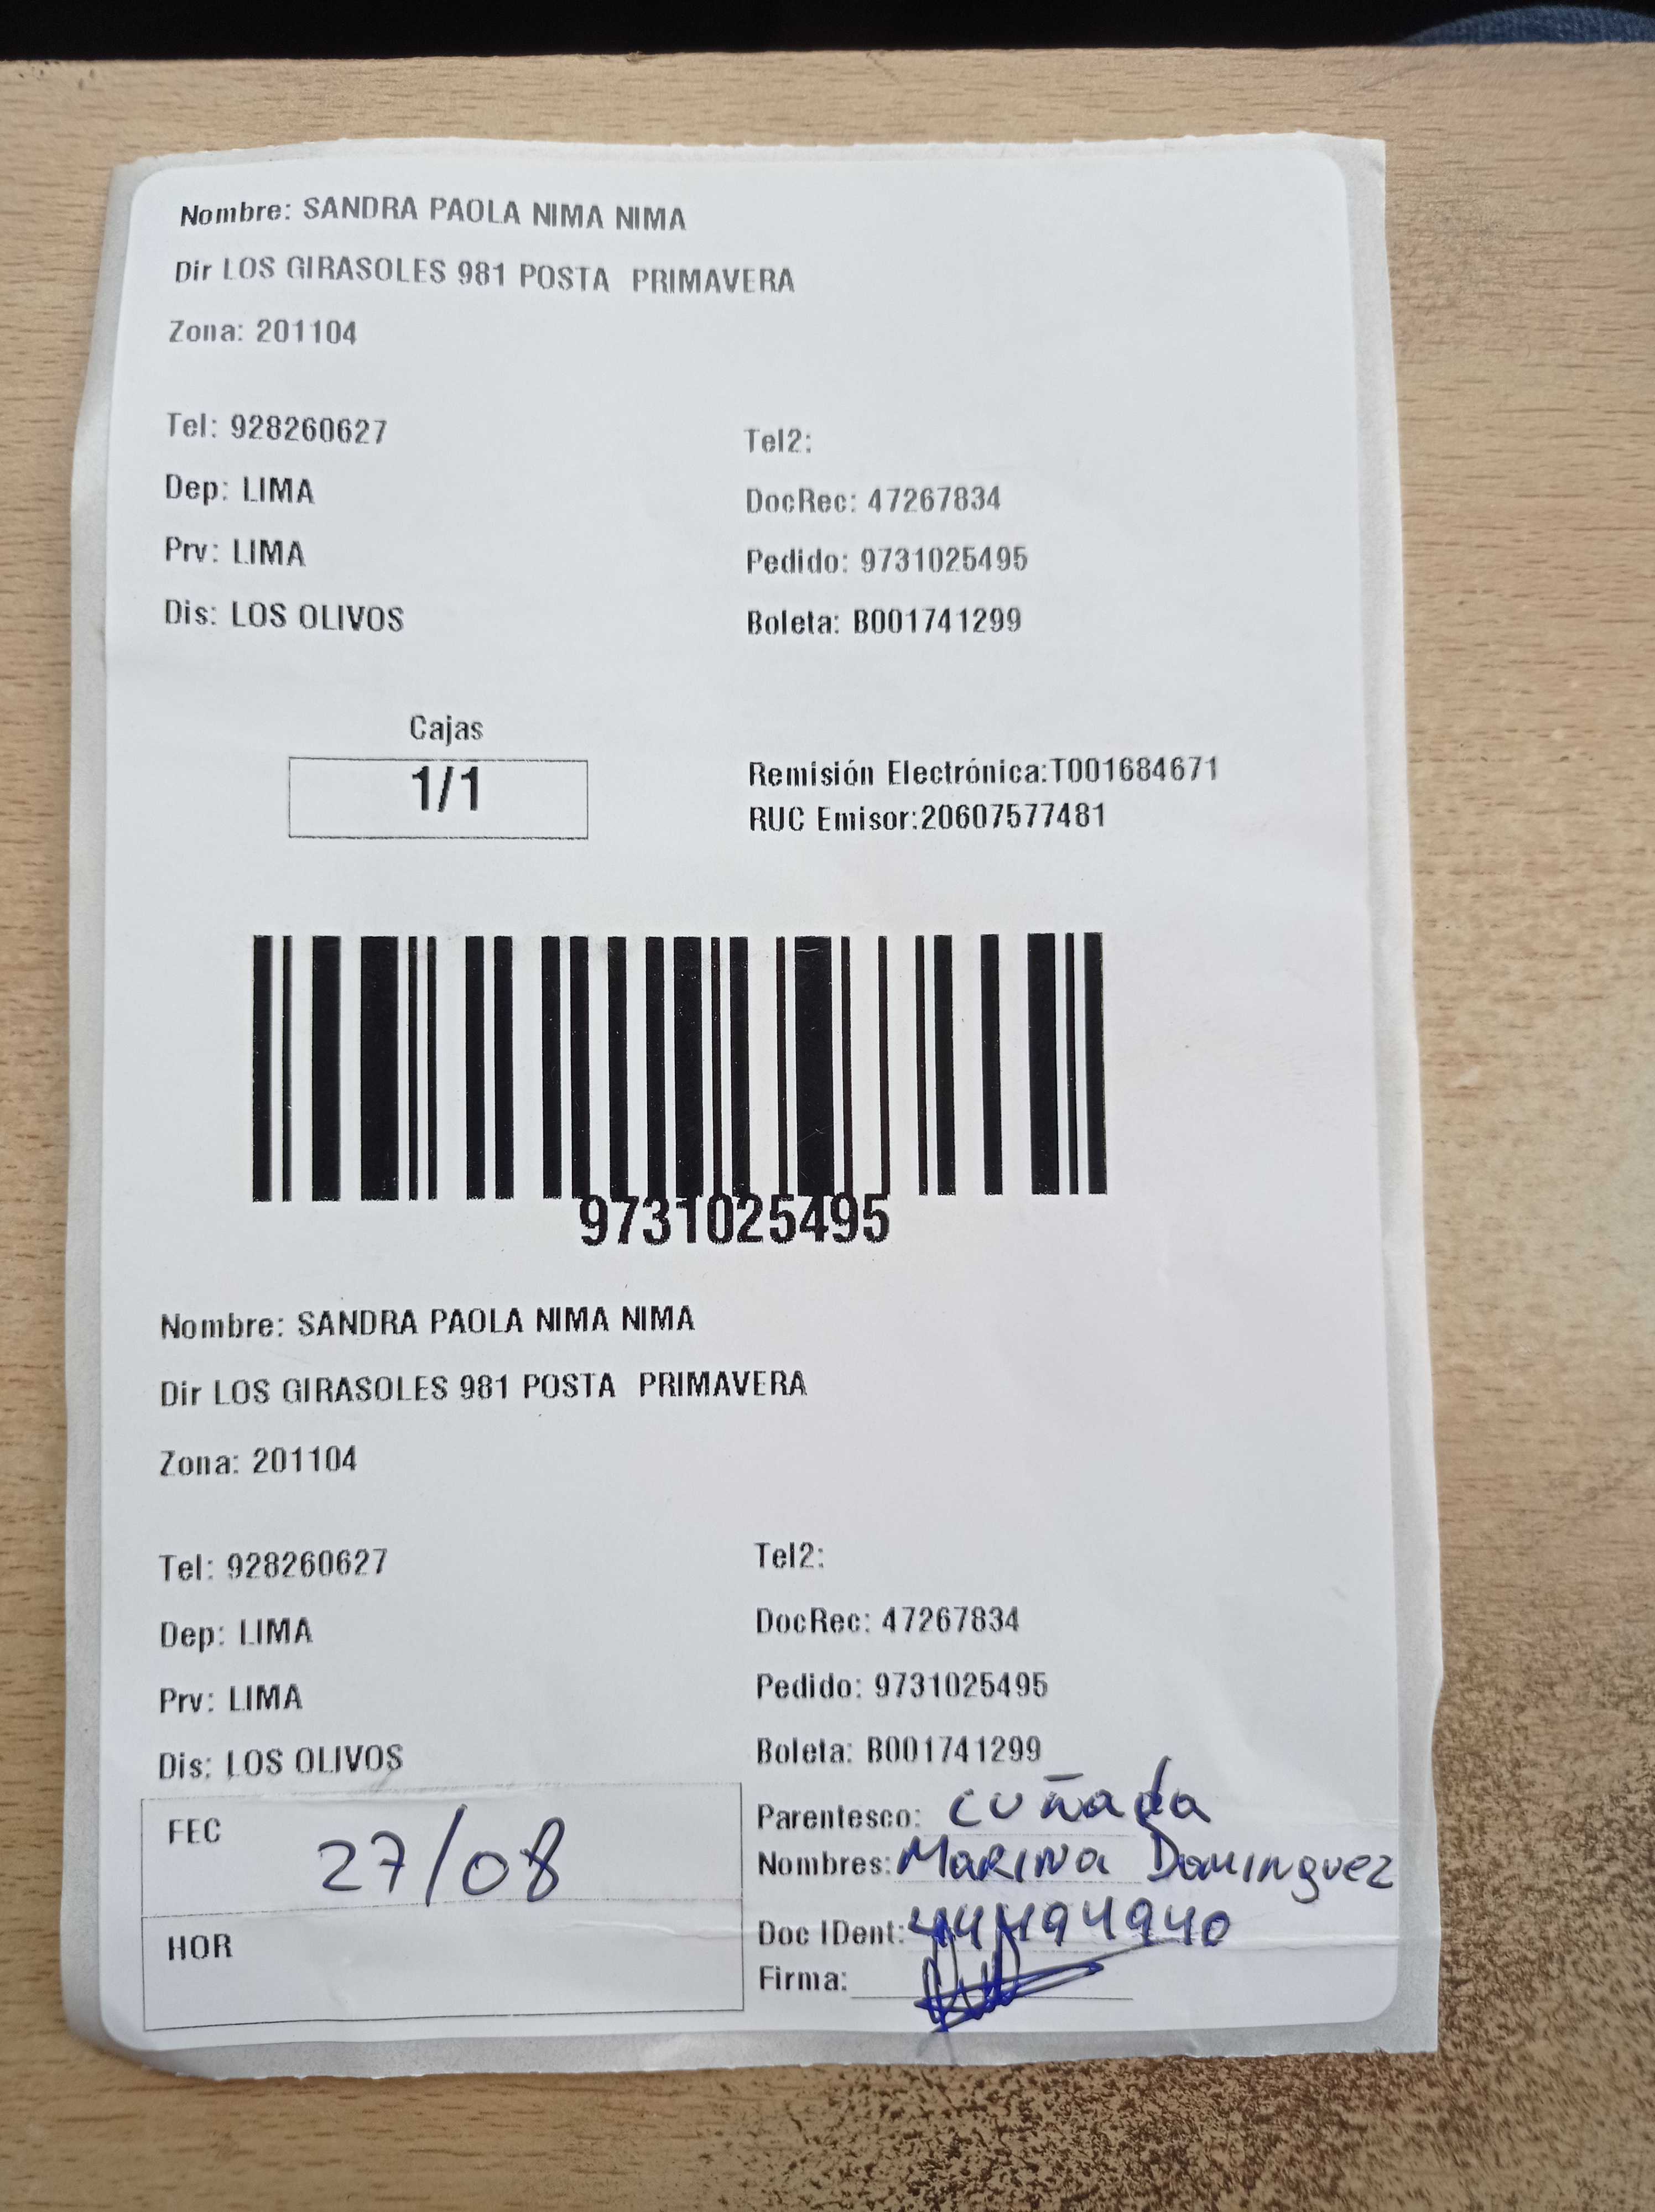 Nombre: SANDRA PAOLA NIMA NIMA
Dir LOS GIRASOLES 981 POSTA PRIMAVERA
Zona: 201104
Tel: 928260627
Tel2:
Dep: LIMA
DocRec: 47267834
Prv: LIMA
Pedido: 9731025495
Dis: LOS OLIVOS
Boleta: B001741299
Cajas
1/1
Remisión Electrónica:T001684671
RUC Emisor:20607577481
9731025495
Nombre: SANDRA PAOLA NIMA NIMA
Dir LOS GIRASOLES 981 POSTA PRIMAVERA
Zona: 201104
Tel: 928260627
Tel2:
Dep: LIMA
DocRec: 47267834
Prv: LIMA
Pedido: 9731025495
Dis: LOS OLIVOS
Boleta: B001741299
FEC 27/08
HOR
Parentesco: cuñada
Nombres: Marina Dominguez
Doc IDent:
Firma: